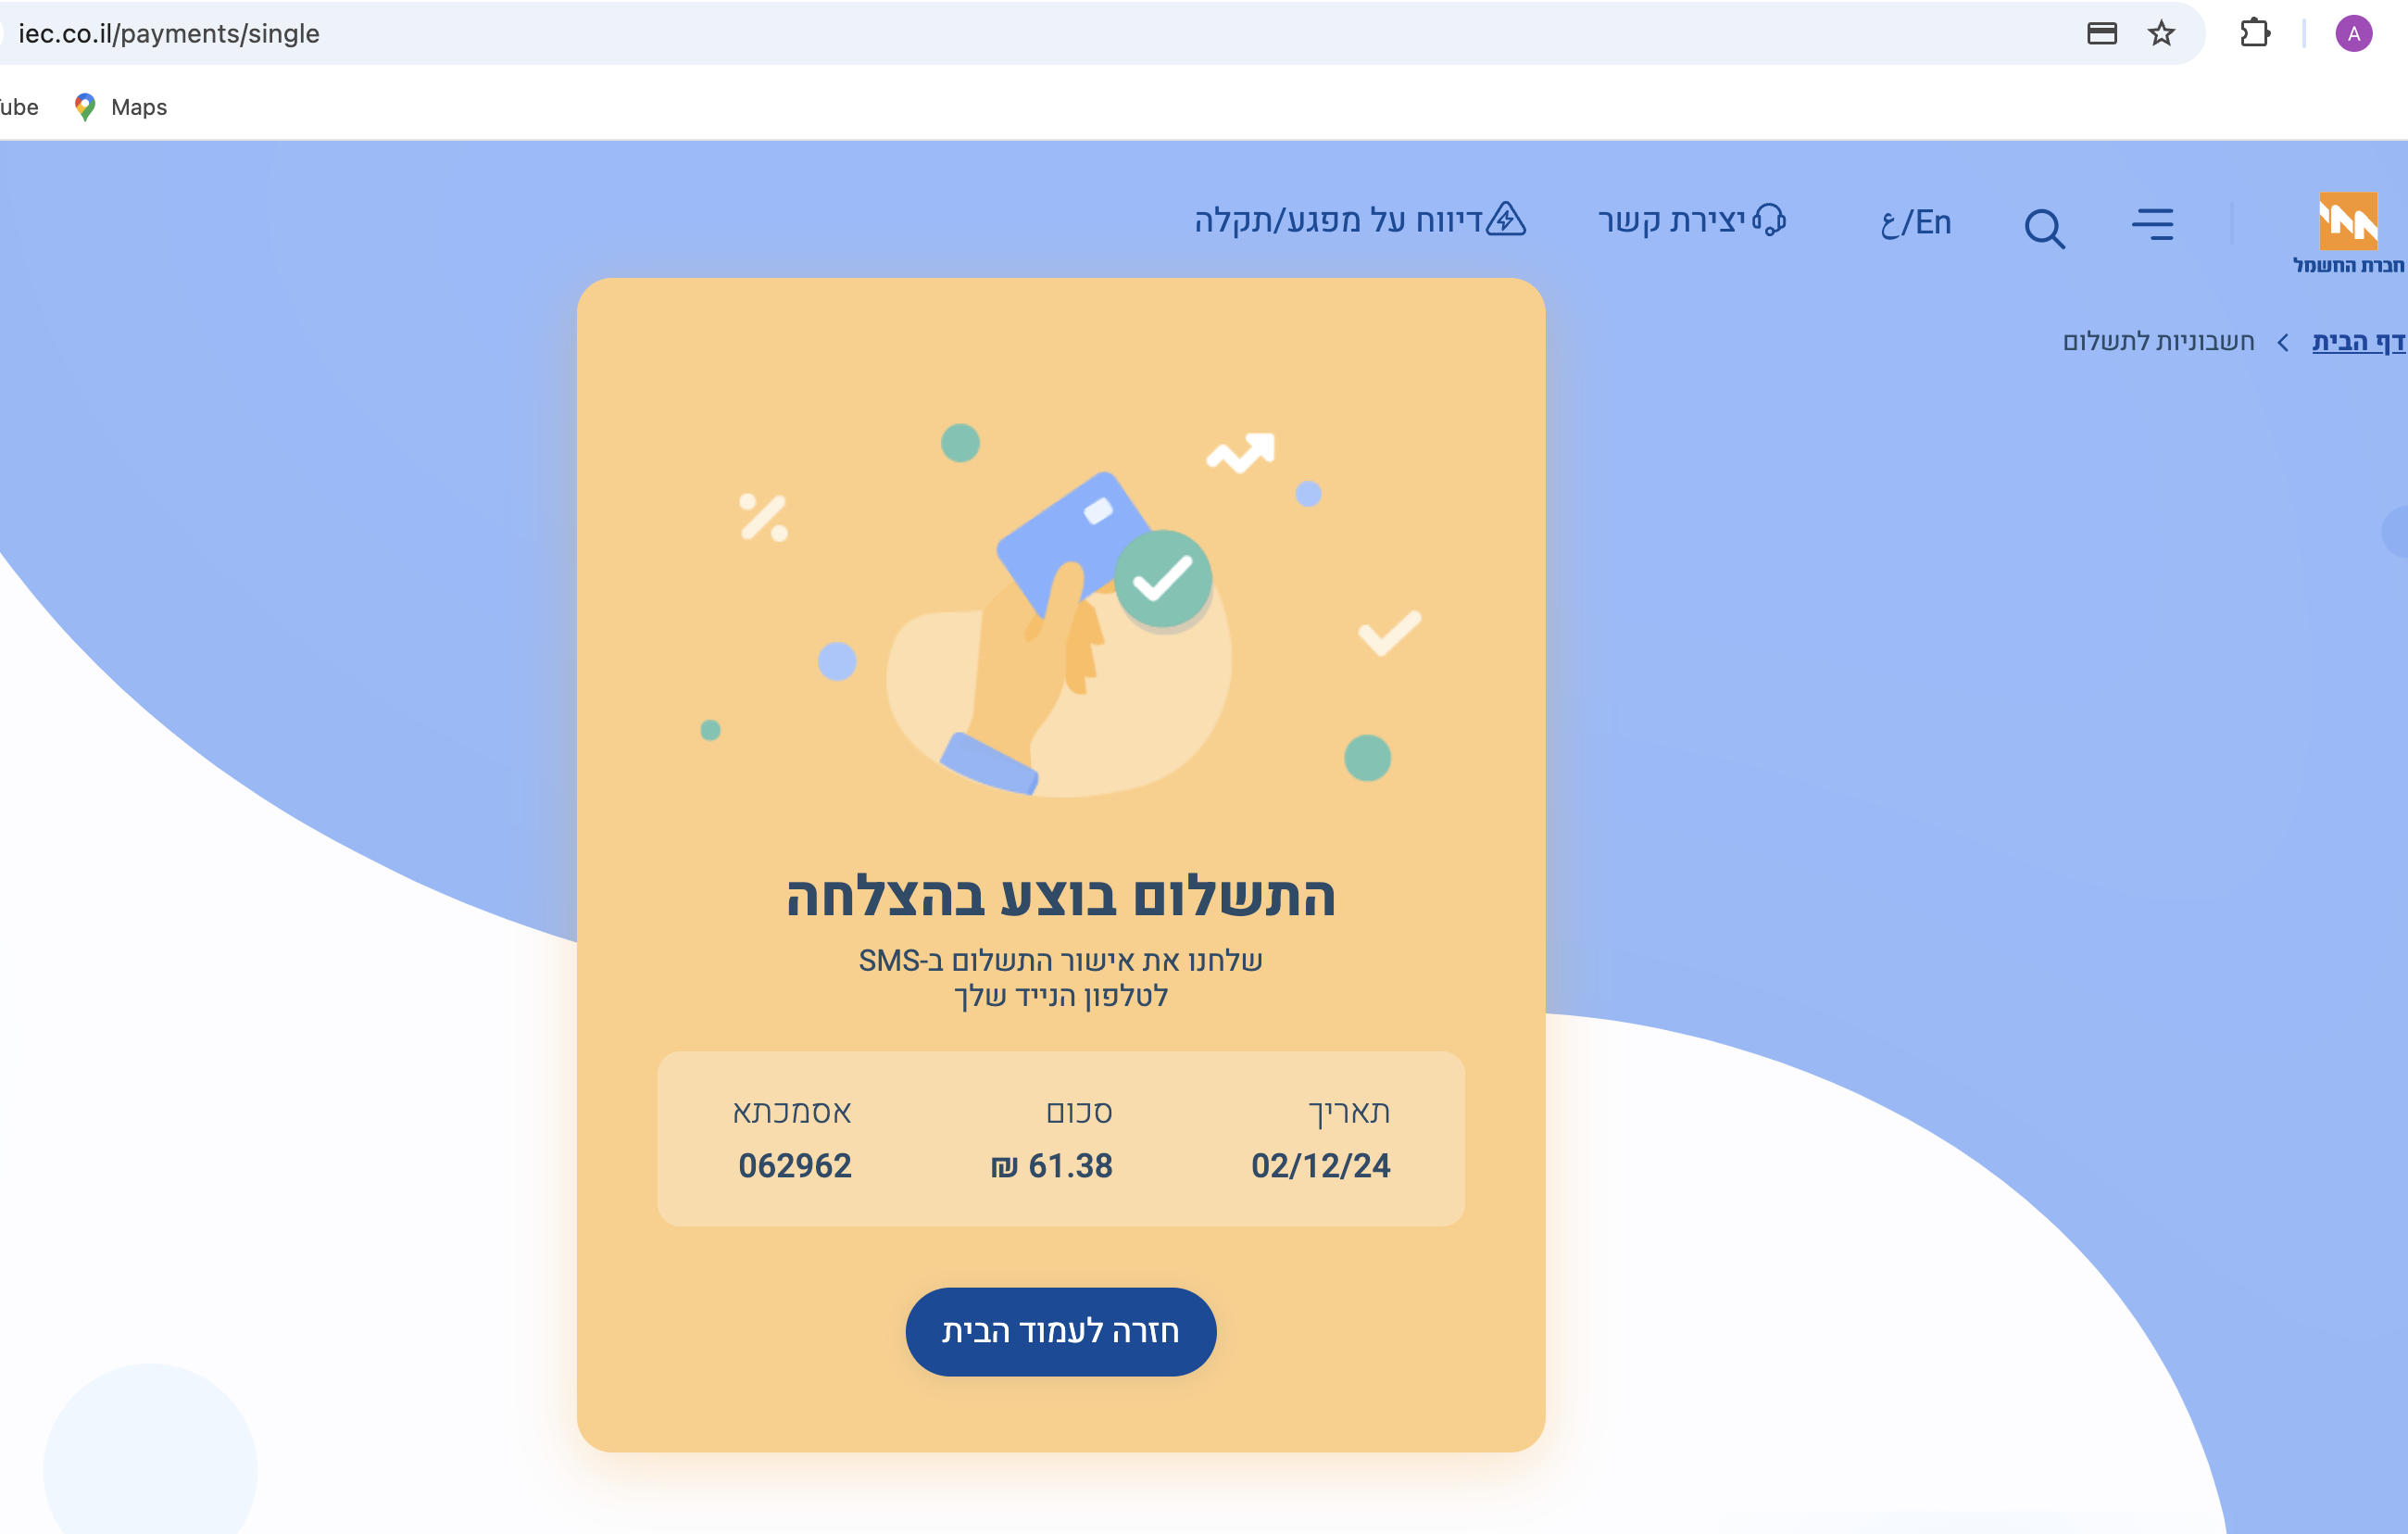 iec.co.il/payments/single
A
Maps
חברת החשמל
En/ع
יצירת קשר
דיווח על מפגע/תקלה
דף הבית > חשבוניות לתשלום
התשלום בוצע בהצלחה
שלחנו את אישור התשלום ב-SMS
לטלפון הנייד שלך
תאריך סכום אסמכתא
02/12/24 61.38 ₪ 062962
חזרה לעמוד הבית